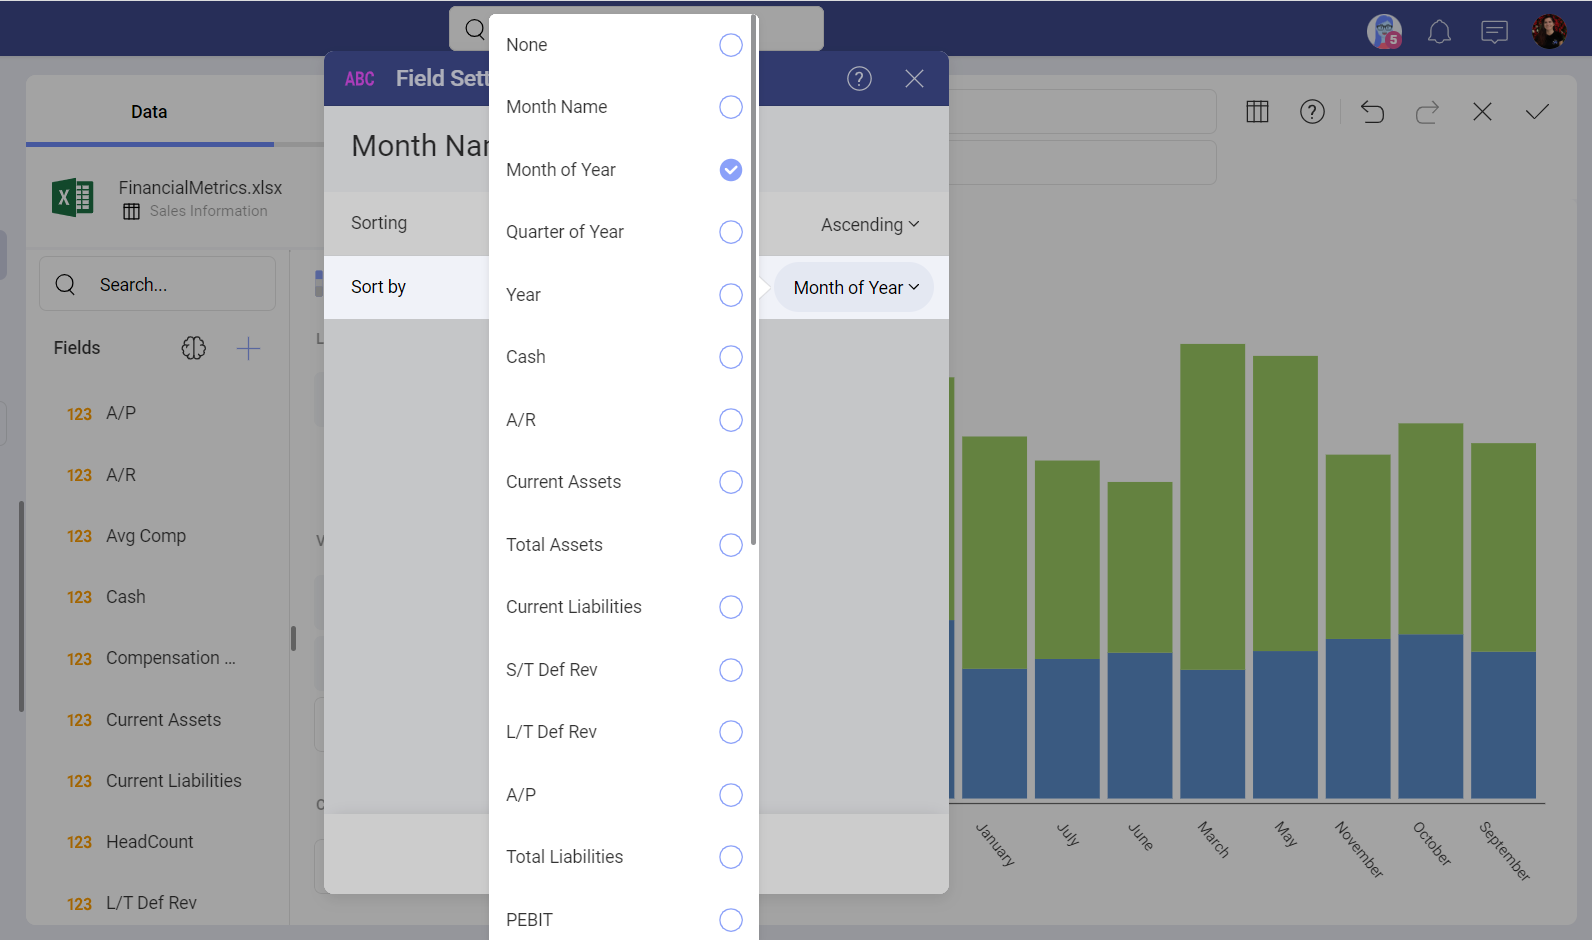 5
None
Month Name
Month of Year
Quarter of Year
Year
Cash
A/R
Current Assets
Total Assets
Current Liabilities
S/T Def Rev
L/T Def Rev
A/P
Total Liabilities
PEBIT
ABC Field Sett
Month Nar
Sorting
Ascending
Sort by
Month of Year
Data
FinancialMetrics.xlsx
Sales Information
Search...
Fields
123 A/P
123 A/R
123 Avg Comp
123 Cash
123 Compensation ...
123 Current Assets
123 Current Liabilities
123 HeadCount
123 L/T Def Rev
January
July
June
March
May
November
October
September